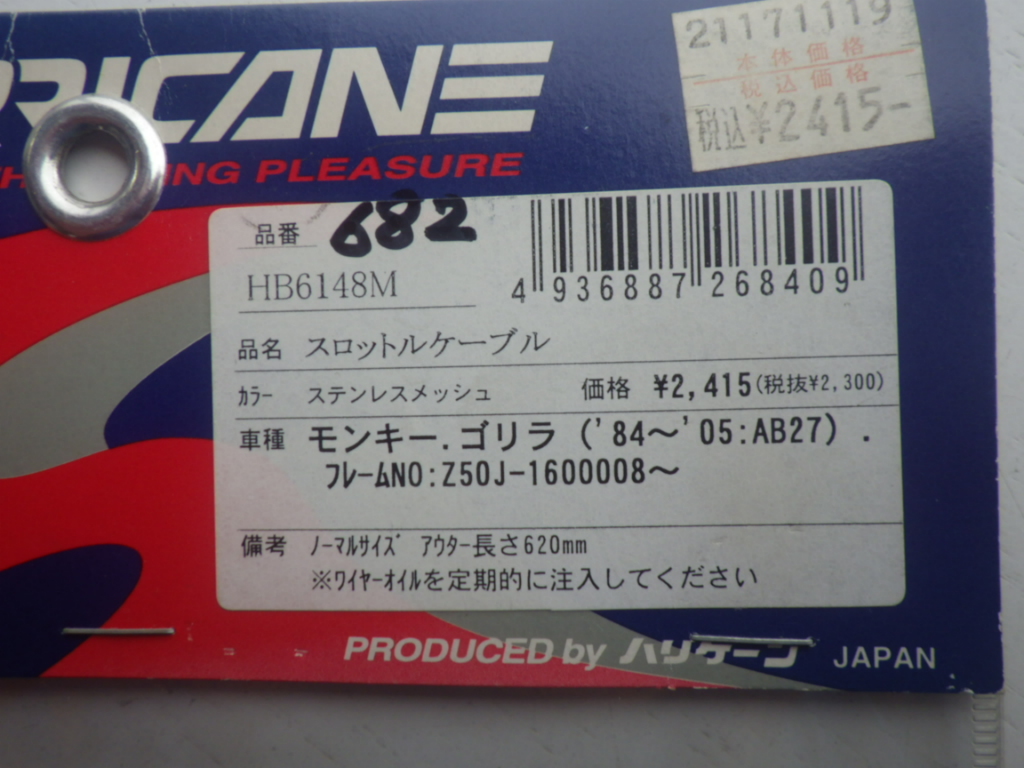 RICANE
ING PLEASURE
21171119
本体価格
税込価格
税込¥2415-
品番 682
HB6148M
4 936887 268409
品名 スロットルケーブル
カラー ステンレスメッシュ 価格 ¥2,415(税抜¥2,300)
車種 モンキー.ゴリラ('84〜'05:AB27).
フレームNO:Z50J-1600008〜
備考 ノーマルサイズ アウター長さ620mm
※ワイヤーオイルを定期的に注入してください
PRODUCED by ハリケーン JAPAN